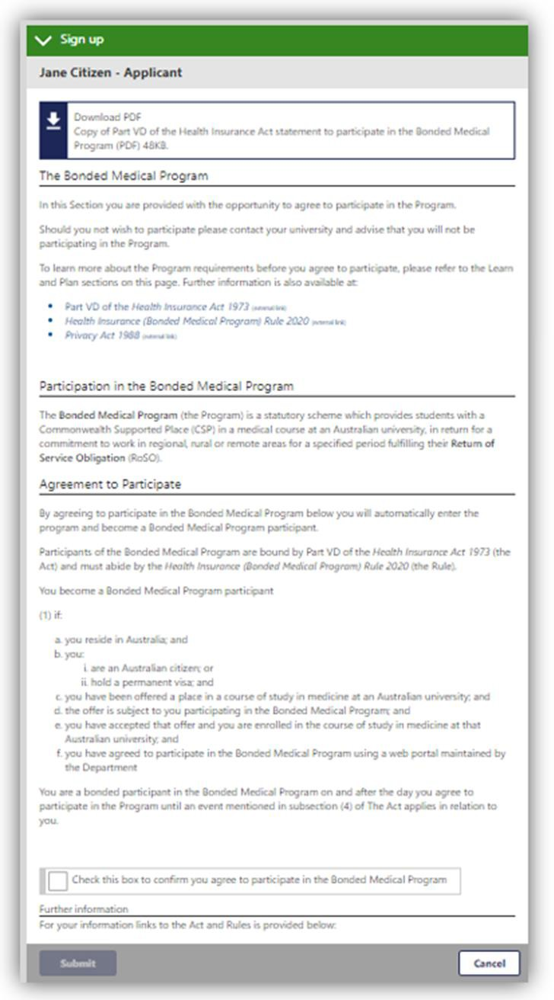 Sign up
Jane Citizen - Applicant
Download PDF
Copy of Part VD of the Health Insurance Act statement to participate in the Bonded Medical
Program (PDF) 48KB.
The Bonded Medical Program
In this Section you are provided with the opportunity to agree to participate in the Program.
Should you not wish to participate please contact your university and advise that you will not be
participating in the Program.
To learn more about the Program requirements before you agree to participate, please refer to the Learn
and Plan sections on this page. Further information is also available at:
• Part VD of the Health Insurance Act 1973 (external link)
• Health Insurance (Bonded Medical Program) Rule 2020 (external link)
• Privacy Act 1988 (external link)
Participation in the Bonded Medical Program
The Bonded Medical Program (the Program) is a statutory scheme which provides students with a
Commonwealth Supported Place (CSP) in a medical course at an Australian university, in return for a
commitment to work in regional, rural or remote areas for a specified period fulfilling their Return of
Service Obligation (RoSO).
Agreement to Participate
By agreeing to participate in the Bonded Medical Program below you will automatically enter the
program and become a Bonded Medical Program participant.
Participants of the Bonded Medical Program are bound by Part VD of the Health Insurance Act 1973 (the
Act) and must abide by the Health Insurance (Bonded Medical Program) Rule 2020 (the Rule).
You become a Bonded Medical Program participant
(1) if:
a. you reside in Australia; and
b. you:
i. are an Australian citizen; or
ii. hold a permanent visa; and
c. you have been offered a place in a course of study in medicine at an Australian university; and
d. the offer is subject to you participating in the Bonded Medical Program; and
e. you have accepted that offer and you are enrolled in the course of study in medicine at that
Australian university; and
f. you have agreed to participate in the Bonded Medical Program using a web portal maintained by
the Department
You are a bonded participant in the Bonded Medical Program on and after the day you agree to
participate in the Program until an event mentioned in subsection (4) of The Act applies in relation to
you.
Check this box to confirm you agree to participate in the Bonded Medical Program
Further information
For your information links to the Act and Rules is provided below:
Submit
Cancel